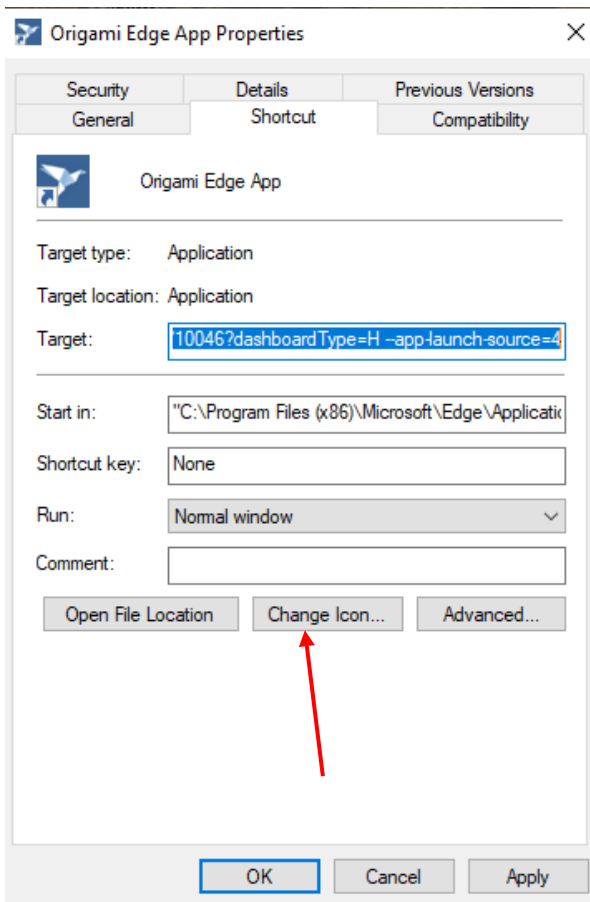 Origami Edge App Properties
Security Details Previous Versions
General Shortcut Compatibility
Origami Edge App
Target type: Application
Target location: Application
Target: 10046?dashboardType=H --app-launch-source=4
Start in: "C:\Program Files (x86)\Microsoft\Edge\Applicatio
Shortcut key: None
Run: Normal window
Comment:
Open File Location Change Icon... Advanced...
OK Cancel Apply